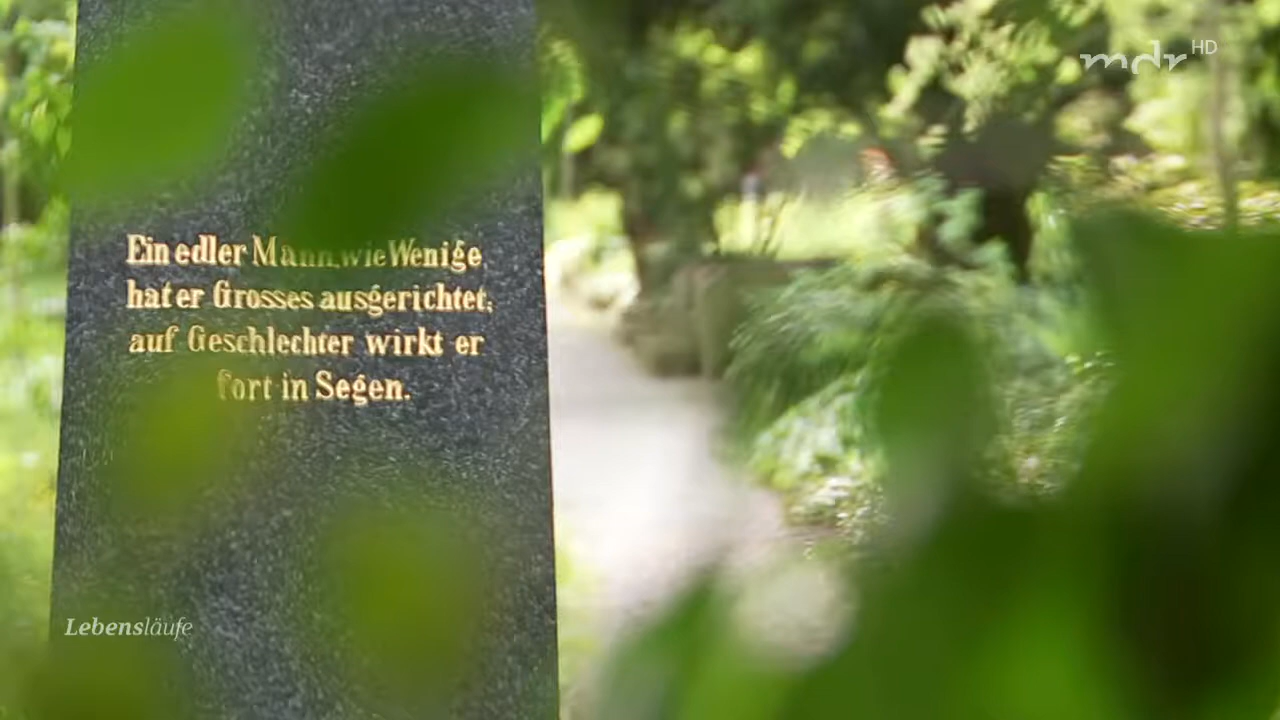 mdr HD
Ein edler Mann, wie Wenige
hat er Grosses ausgerichtet;
auf Geschlechter wirkt er
fort in Segen.
Lebensläufe